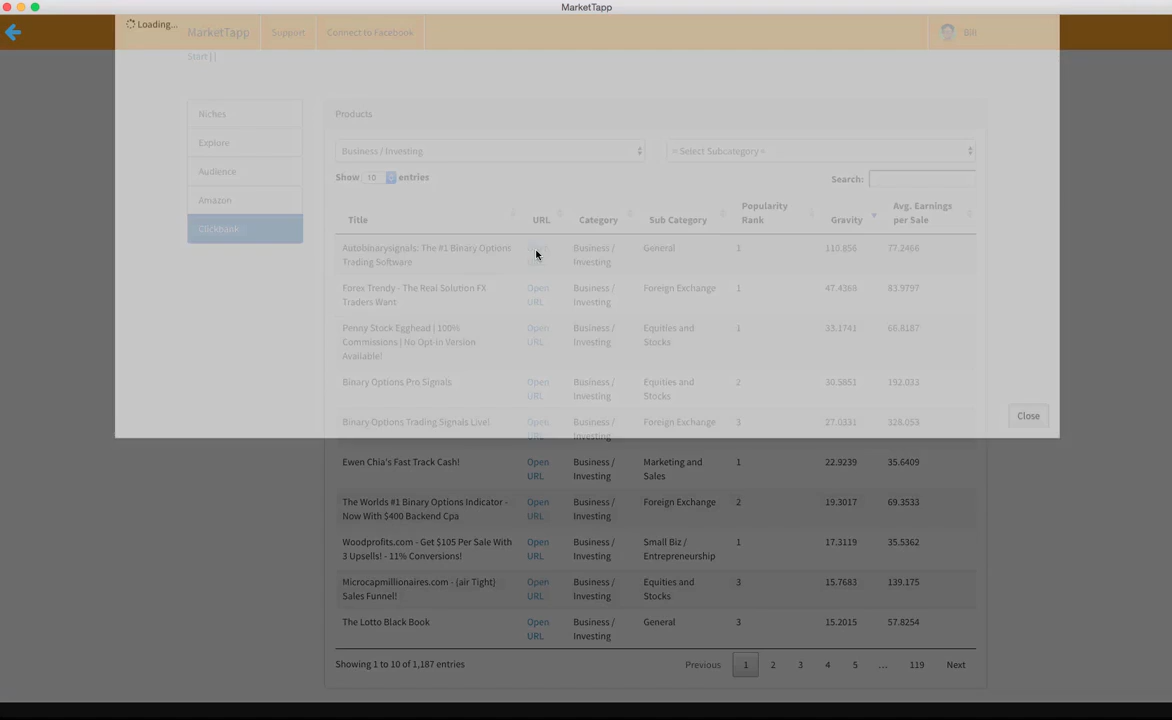 MarketTapp
Loading...
MarketTapp Support Connect to Facebook Bill
Start | |
Niches
Explore
Audience
Amazon
Clickbank
Products
Business / Investing = Select Subcategory =
Show 10 entries Search:
Title URL Category Sub Category Popularity Rank Gravity Avg. Earnings per Sale
Autobinarysignals: The #1 Binary Options Business / General 1 110.856 77.2466
Trading Software Investing
Forex Trendy - The Real Solution FX Open Business / Foreign Exchange 1 47.4368 83.9797
Traders Want URL Investing
Penny Stock Egghead | 100% Open Business / Equities and 1 33.1741 66.8187
Commissions | No Opt-in Version URL Investing Stocks
Available!
Binary Options Pro Signals Open Business / Equities and 2 30.5851 192.033
URL Investing Stocks
Binary Options Trading Signals Live! Open Business / Foreign Exchange 3 27.0331 328.053
URL Investing
Close
Ewen Chia's Fast Track Cash! Open Business / Marketing and 1 22.9239 35.6409
URL Investing Sales
The Worlds #1 Binary Options Indicator - Open Business / Foreign Exchange 2 19.3017 69.3533
Now With $400 Backend Cpa URL Investing
Woodprofits.com - Get $105 Per Sale With Open Business / Small Biz / 1 17.3119 35.5362
3 Upsells! - 11% Conversions! URL Investing Entrepreneurship
Microcapmillionaires.com - (air Tight) Open Business / Equities and 3 15.7683 139.175
Sales Funnel! URL Investing Stocks
The Lotto Black Book Open Business / General 3 15.2015 57.8254
URL Investing
Showing 1 to 10 of 1,187 entries Previous 1 2 3 4 5 ... 119 Next